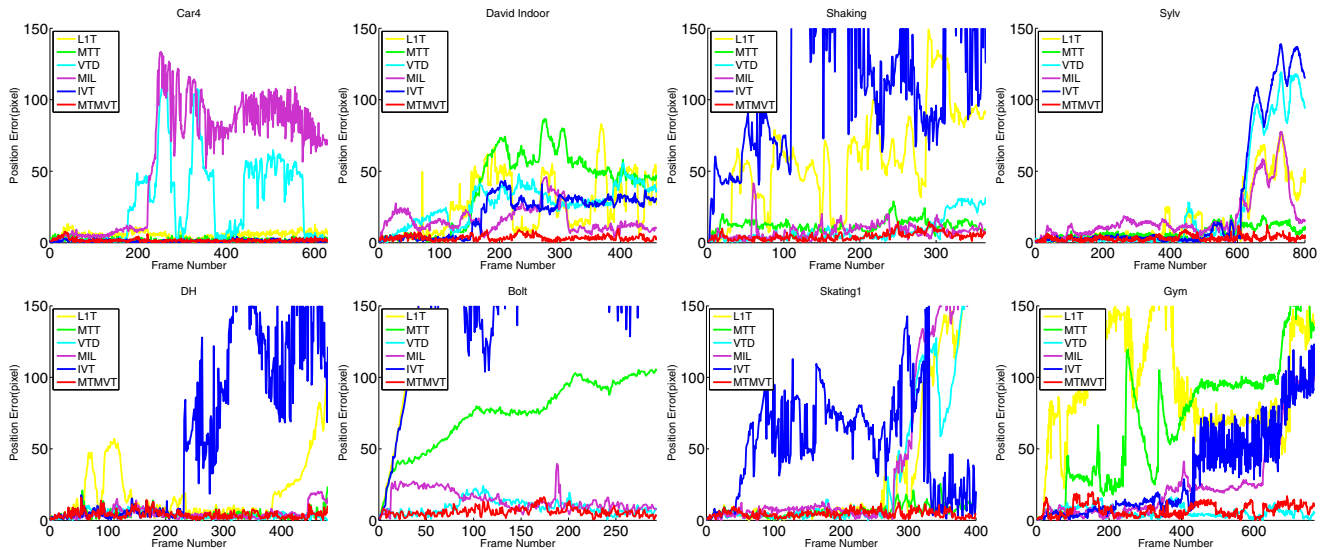 Car4
Position Error(pixel)
150
100
50
0
L1T
MTT
VTD
MIL
IVT
MTMVT
0 200 400 600
Frame Number
David Indoor
Position Error(pixel)
150
100
50
0
L1T
MTT
VTD
MIL
IVT
MTMVT
0 100 200 300 400
Frame Number
Shaking
Position Error(pixel)
150
100
50
0
L1T
MTT
VTD
MIL
IVT
MTMVT
0 100 200 300
Frame Number
Sylv
Position Error(pixel)
150
100
50
0
L1T
MTT
VTD
MIL
IVT
MTMVT
0 200 400 600 800
Frame Number
DH
Position Error(pixel)
150
100
50
0
L1T
MTT
VTD
MIL
IVT
MTMVT
0 100 200 300 400
Frame Number
Bolt
Position Error(pixel)
150
100
50
0
L1T
MTT
VTD
MIL
IVT
MTMVT
0 50 100 150 200 250
Frame Number
Skating1
Position Error(pixel)
150
100
50
0
L1T
MTT
VTD
MIL
IVT
MTMVT
0 100 200 300 400
Frame Number
Gym
Position Error(pixel)
150
100
50
0
L1T
MTT
VTD
MIL
IVT
MTMVT
0 200 400 600
Frame Number